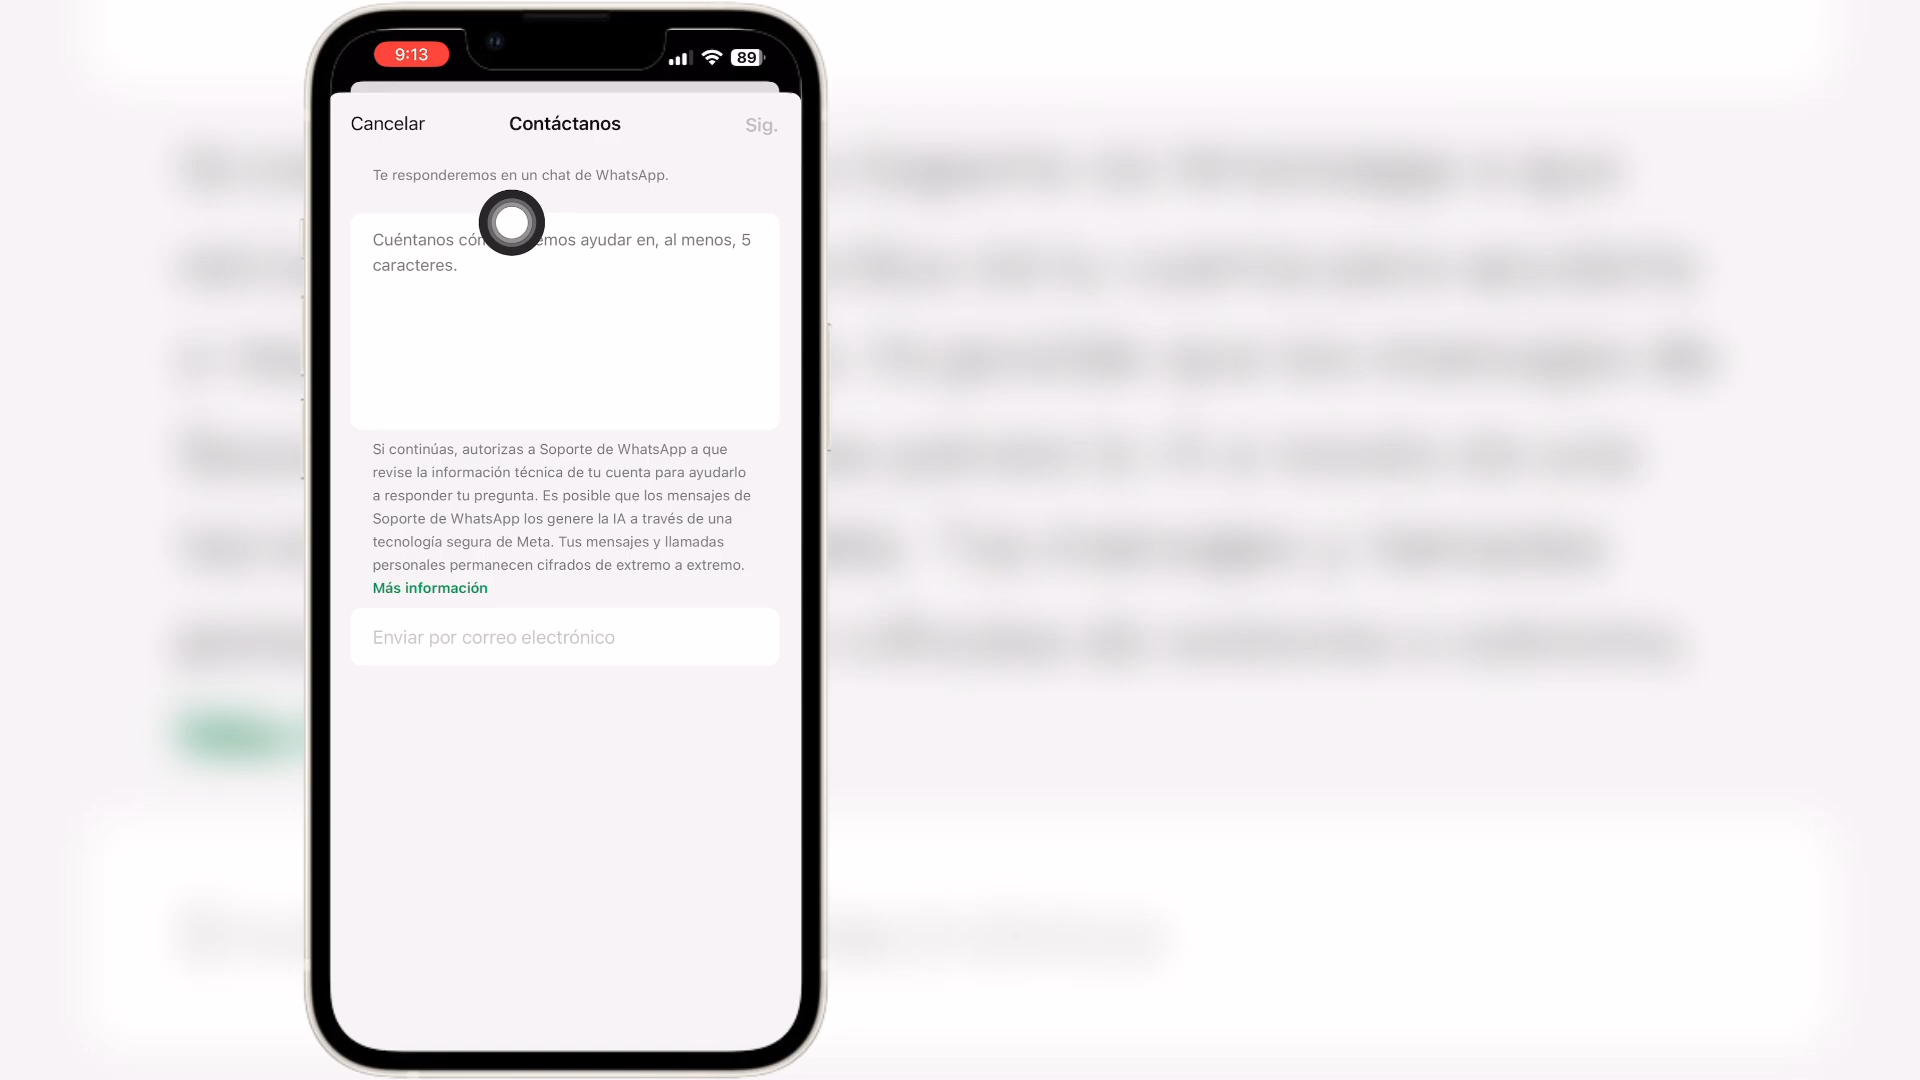 9:13
89
Cancelar
Contáctanos
Sig.
Te responderemos en un chat de WhatsApp.
Cuéntanos emos ayudar en, al menos, 5
caracteres.
Si continúas, autorizas a Soporte de WhatsApp a que
revise la información técnica de tu cuenta para ayudarlo
a responder tu pregunta. Es posible que los mensajes de
Soporte de WhatsApp los genere la IA a través de una
tecnología segura de Meta. Tus mensajes y llamadas
personales permanecen cifrados de extremo a extremo.
Más información
Enviar por correo electrónico